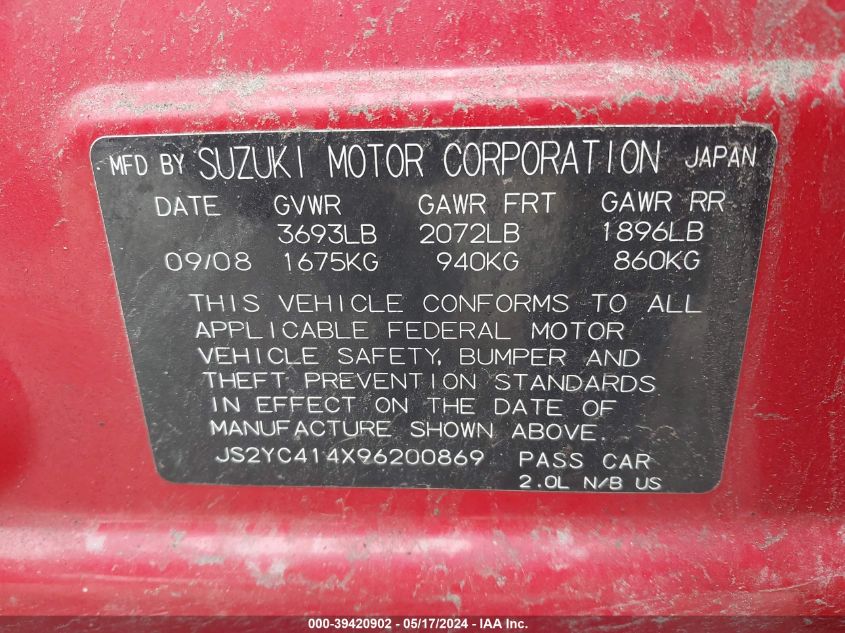 MFD BY SUZUKI MOTOR CORPORATION JAPAN
DATE GVWR GAWR FRT GAWR RR
3693LB 2072LB 1896LB
09/08 1675KG 940KG 860KG
THIS VEHICLE CONFORMS TO ALL
APPLICABLE FEDERAL MOTOR
VEHICLE SAFETY, BUMPER AND
THEFT PREVENTION STANDARDS
IN EFFECT ON THE DATE OF
MANUFACTURE SHOWN ABOVE.
JS2YC414X96200869 PASS CAR
2.0L N/B US
000-39420902 - 05/17/2024 - IAA Inc.